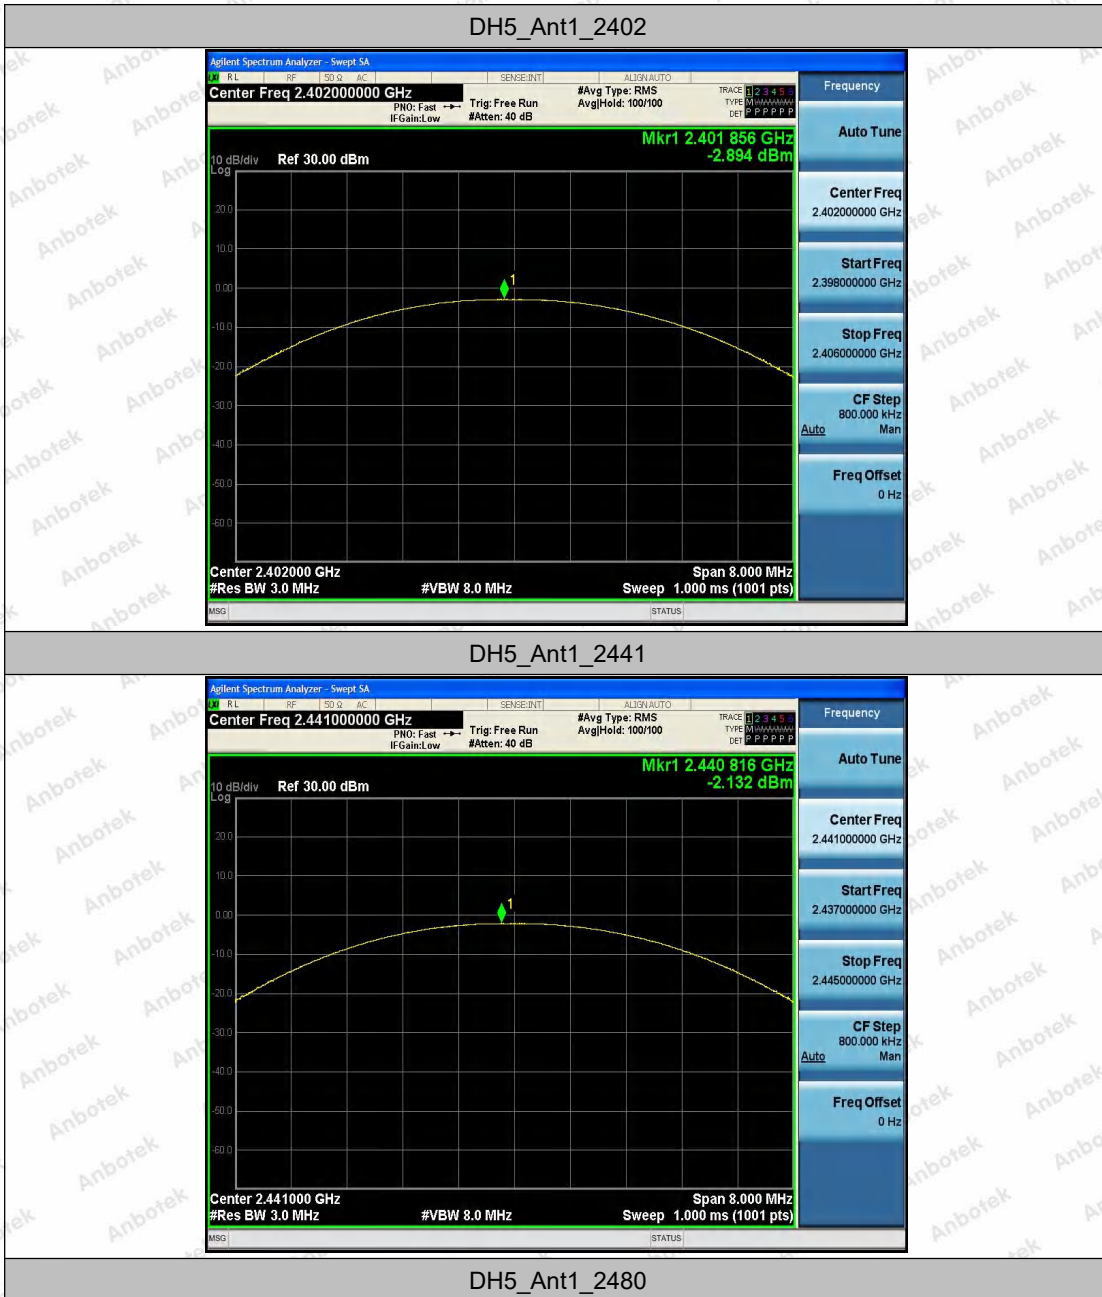 DH5_Ant1_2402
Agilent Spectrum Analyzer - Swept SA
RL RF 50 Ω AC SENSE:INT ALIGN AUTO
Center Freq 2.402000000 GHz #Avg Type: RMS TRACE 1 2 3 4 5 6
PNO: Fast Trig: Free Run Avg|Hold: 100/100 TYPE M
IFGain:Low #Atten: 40 dB DET P P P P P P
Frequency
Auto Tune
Mkr1 2.401 856 GHz
-2.894 dBm
10 dB/div Ref 30.00 dBm
Log
20.0
10.0
0.00
-10.0
-20.0
-30.0
-40.0
-50.0
-60.0
1
Center Freq
2.402000000 GHz
Start Freq
2.398000000 GHz
Stop Freq
2.406000000 GHz
CF Step
800.000 kHz
Auto Man
Freq Offset
0 Hz
Center 2.402000 GHz Span 8.000 MHz
#Res BW 3.0 MHz #VBW 8.0 MHz Sweep 1.000 ms (1001 pts)
MSG STATUS
DH5_Ant1_2441
Agilent Spectrum Analyzer - Swept SA
RL RF 50 Ω AC SENSE:INT ALIGN AUTO
Center Freq 2.441000000 GHz #Avg Type: RMS TRACE 1 2 3 4 5 6
PNO: Fast Trig: Free Run Avg|Hold: 100/100 TYPE M
IFGain:Low #Atten: 40 dB DET P P P P P P
Frequency
Auto Tune
Mkr1 2.440 816 GHz
-2.132 dBm
10 dB/div Ref 30.00 dBm
Log
20.0
10.0
0.00
-10.0
-20.0
-30.0
-40.0
-50.0
-60.0
1
Center Freq
2.441000000 GHz
Start Freq
2.437000000 GHz
Stop Freq
2.445000000 GHz
CF Step
800.000 kHz
Auto Man
Freq Offset
0 Hz
Center 2.441000 GHz Span 8.000 MHz
#Res BW 3.0 MHz #VBW 8.0 MHz Sweep 1.000 ms (1001 pts)
MSG STATUS
DH5_Ant1_2480